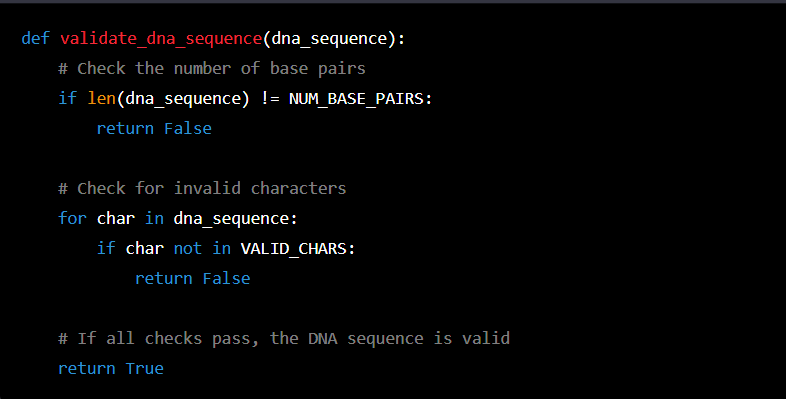 def validate_dna_sequence(dna_sequence):
    # Check the number of base pairs
    if len(dna_sequence) != NUM_BASE_PAIRS:
        return False

    # Check for invalid characters
    for char in dna_sequence:
        if char not in VALID_CHARS:
            return False

    # If all checks pass, the DNA sequence is valid
    return True